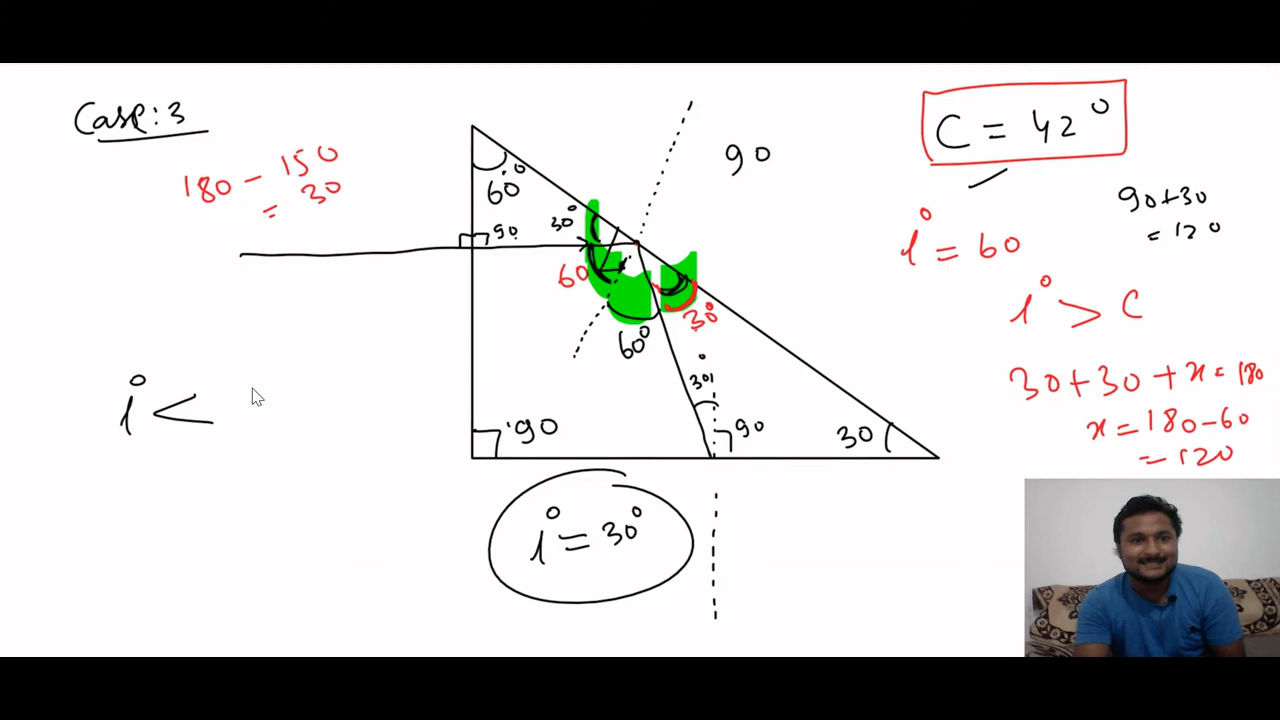 Case: 3
180 - 150
= 30
60°
30°
90
60
60°
30°
30°
90
90
30
90
C = 42°
90+30
= 120
i = 60
i > C
30+30+x=180
x=180-60
=120
i <
i = 30°